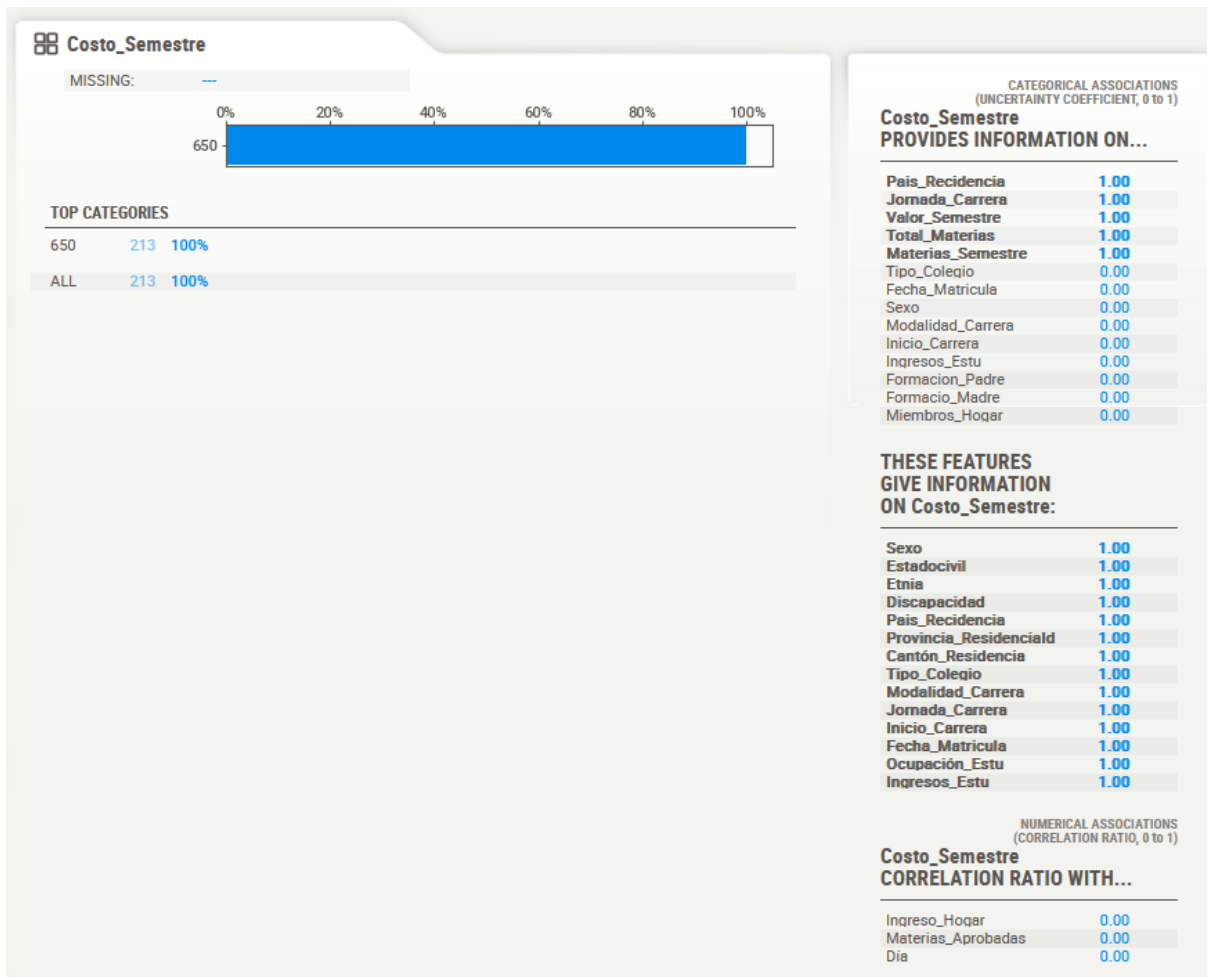 Costo_Semestre
MISSING: ---
0% 20% 40% 60% 80% 100%
650
TOP CATEGORIES
650 213 100%
ALL 213 100%
CATEGORICAL ASSOCIATIONS
(UNCERTAINTY COEFFICIENT, 0 to 1)
Costo_Semestre
PROVIDES INFORMATION ON...
Pais_Recidencia 1.00
Jornada_Carrera 1.00
Valor_Semestre 1.00
Total_Materias 1.00
Materias_Semestre 1.00
Tipo_Colegio 0.00
Fecha_Matricula 0.00
Sexo 0.00
Modalidad_Carrera 0.00
Inicio_Carrera 0.00
Ingresos_Estu 0.00
Formacion_Padre 0.00
Formacio_Madre 0.00
Miembros_Hogar 0.00
THESE FEATURES
GIVE INFORMATION
ON Costo_Semestre:
Sexo 1.00
Estadocivil 1.00
Etnia 1.00
Discapacidad 1.00
Pais_Recidencia 1.00
Provincia_ResidenciaId 1.00
Cantón_Residencia 1.00
Tipo_Colegio 1.00
Modalidad_Carrera 1.00
Jornada_Carrera 1.00
Inicio_Carrera 1.00
Fecha_Matricula 1.00
Ocupación_Estu 1.00
Ingresos_Estu 1.00
NUMERICAL ASSOCIATIONS
(CORRELATION RATIO, 0 to 1)
Costo_Semestre
CORRELATION RATIO WITH...
Ingreso_Hogar 0.00
Materias_Aprobadas 0.00
Día 0.00